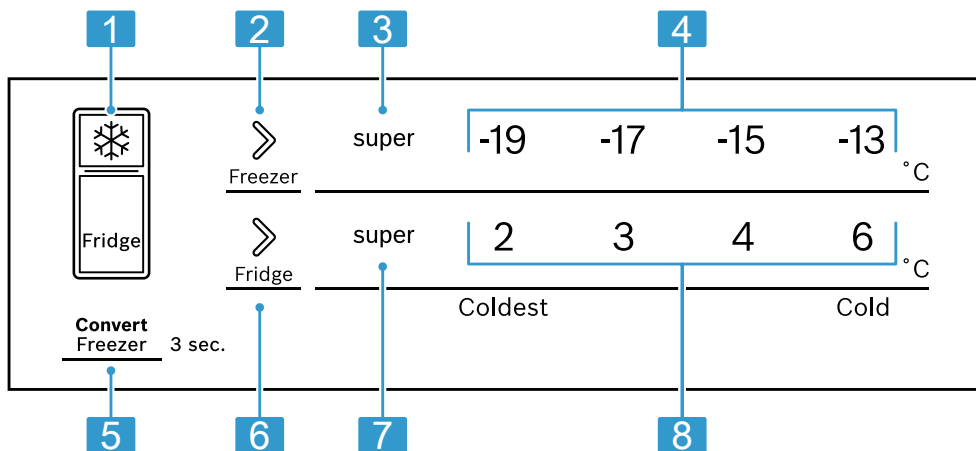 1 2 3 4
super -19 -17 -15 -13
Freezer °C
Fridge super 2 3 4 6
Fridge °C
Coldest Cold
Convert
Freezer 3 sec.
5 6 7 8